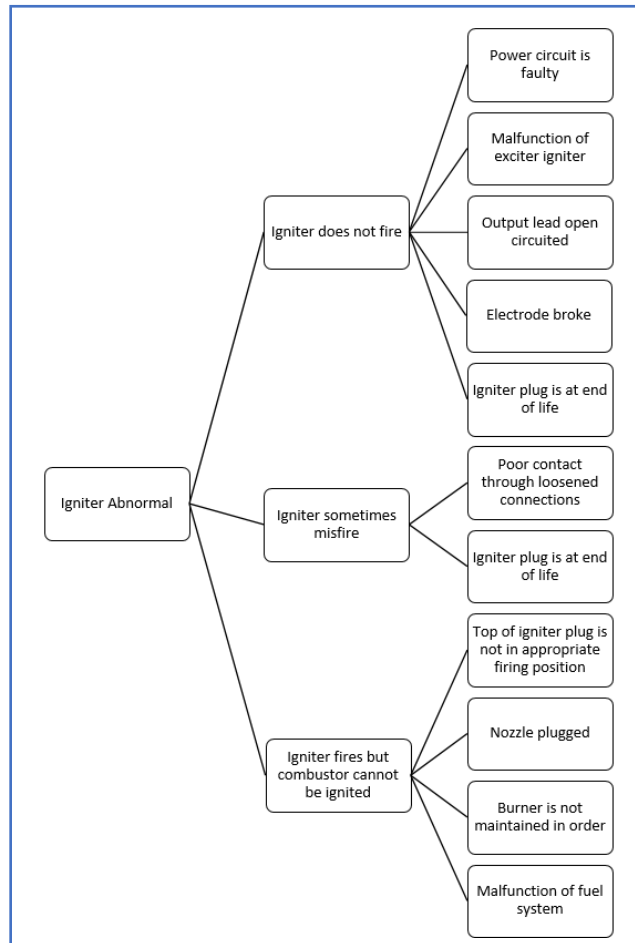 Power circuit is
faulty
Malfunction of
exciter igniter
Igniter does not fire
Output lead open
circuited
Electrode broke
Igniter plug is at end
of life
Igniter Abnormal
Igniter sometimes
misfire
Poor contact
through loosened
connections
Igniter plug is at end
of life
Igniter fires but
combustor cannot
be ignited
Top of igniter plug is
not in appropriate
firing position
Nozzle plugged
Burner is not
maintained in order
Malfunction of fuel
system